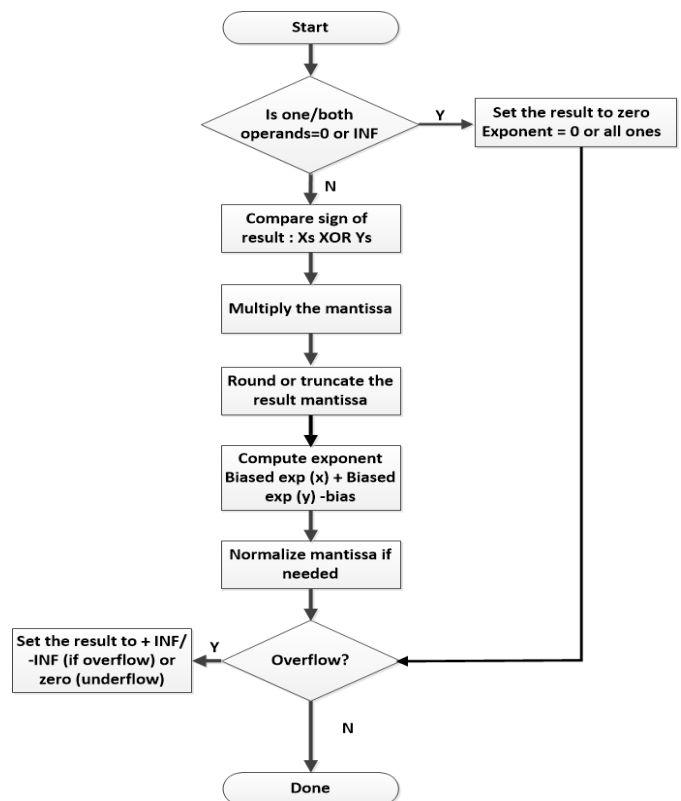 Start
Is one/both
operands=0 or INF
Y
Set the result to zero
Exponent = 0 or all ones
N
Compare sign of
result : Xs XOR Ys
Multiply the mantissa
Round or truncate the
result mantissa
Compute exponent
Biased exp (x) + Biased
exp (y) -bias
Normalize mantissa if
needed
Set the result to + INF/
-INF (if overflow) or
zero (underflow)
Y
Overflow?
N
Done